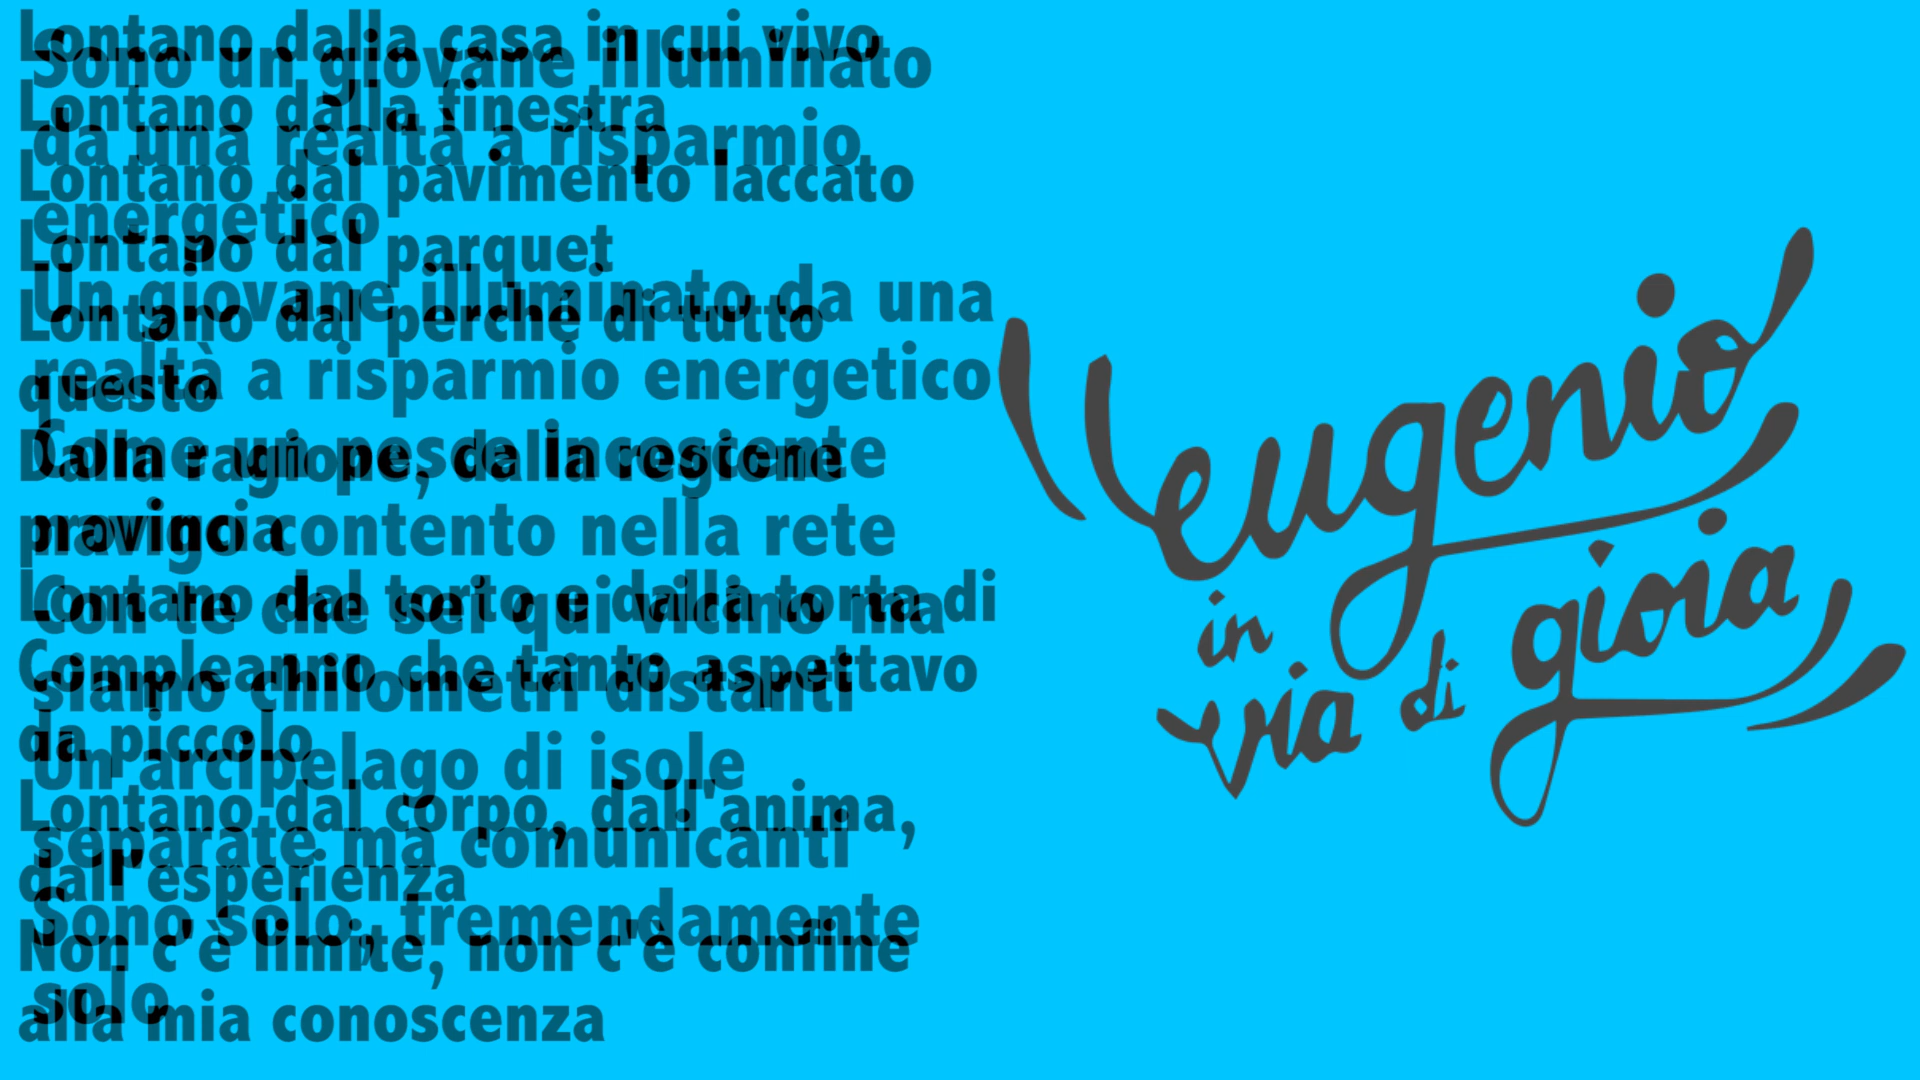 Lontano dalla casa in cui vivo
Lontano dalla finestra
Lontano dal pavimento laccato
Lontano dal parquet
Lontano dal perché di tutto
questo
Dalla ragione, dalla regione
provincia
Lontano dal torto e dalla torta di
Compleanno che tanto aspettavo
da piccolo
Lontano dal corpo, dall'anima,
dall'esperienza
Non c'è limite, non c'è confine
alla mia conoscenza
Sono un giovane illuminato
da una realtà a risparmio
energetico
Un giovane illuminato da una
realtà a risparmio energetico
Come un pesce incosciente
navigo contento nella rete
Con te che sei qui vicino ma
siamo chilometri distanti
Un arcipelago di isole
separate ma comunicanti
Sono solo, tremendamente
solo
eugenio
in
via di gioia